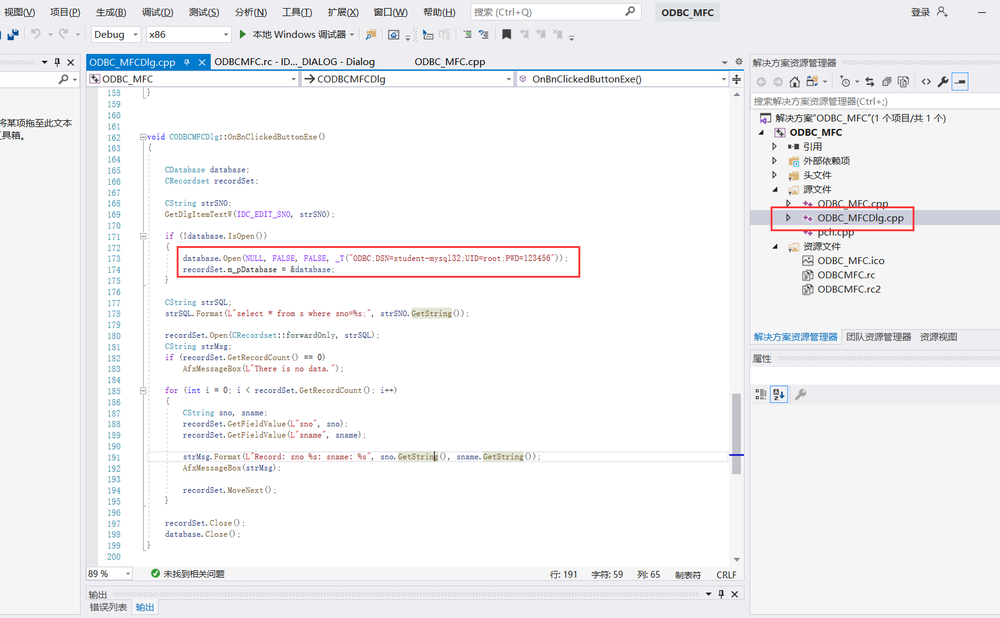 视图(V) 项目(P) 生成(B) 调试(D) 测试(S) 分析(N) 工具(T) 扩展(X) 窗口(W) 帮助(H) 搜索 (Ctrl+Q) ODBC_MFC 登录
Debug x86 本地 Windows 调试器
ODBC_MFCDlg.cpp ODBCMFC.rc - ID..._DIALOG - Dialog ODBC_MFC.cpp
ODBC_MFC CODBCMFCDlg OnBnClickedButtonExe()
将某项拖至此文本
工具箱。
158 }
159
160
161
162 void CODBCMFCDlg::OnBnClickedButtonExe()
163 {
164
165 CDatabase database;
166 CRecordset recordSet;
167
168 CString strSNO;
169 GetDlgItemTextW(IDC_EDIT_SNO, strSNO);
170
171 if (!database.IsOpen())
172 {
173 database.Open(NULL, FALSE, FALSE, _T("ODBC;DSN=student-mysql32;UID=root;PWD=123456"));
174 recordSet.m_pDatabase = &database;
175 }
176
177 CString strSQL;
178 strSQL.Format(L"select * from s where sno=%s;", strSNO.GetString());
179
180 recordSet.Open(CRecordset::forwardOnly, strSQL);
181 CString strMsg;
182 if (recordSet.GetRecordCount() == 0)
183 AfxMessageBox(L"There is no data.");
184
185 for (int i = 0; i < recordSet.GetRecordCount(); i++)
186 {
187 CString sno, sname;
188 recordSet.GetFieldValue(L"sno", sno);
189 recordSet.GetFieldValue(L"sname", sname);
190
191 strMsg.Format(L"Record: sno %s: sname: %s", sno.GetString(), sname.GetString());
192 AfxMessageBox(strMsg);
193
194 recordSet.MoveNext();
195 }
196
197 recordSet.Close();
198 database.Close();
199 }
200
89 % 未找到相关问题 行: 191 字符: 59 列: 65 制表符 CRLF
输出
错误列表 输出
解决方案资源管理器
搜索解决方案资源管理器(Ctrl+;)
解决方案"ODBC_MFC"(1 个项目/共 1 个)
ODBC_MFC
引用
外部依赖项
头文件
源文件
ODBC_MFC.cpp
ODBC_MFCDlg.cpp
pch.cpp
资源文件
ODBC_MFC.ico
ODBCMFC.rc
ODBCMFC.rc2
解决方案资源管理器 团队资源管理器 资源视图
属性